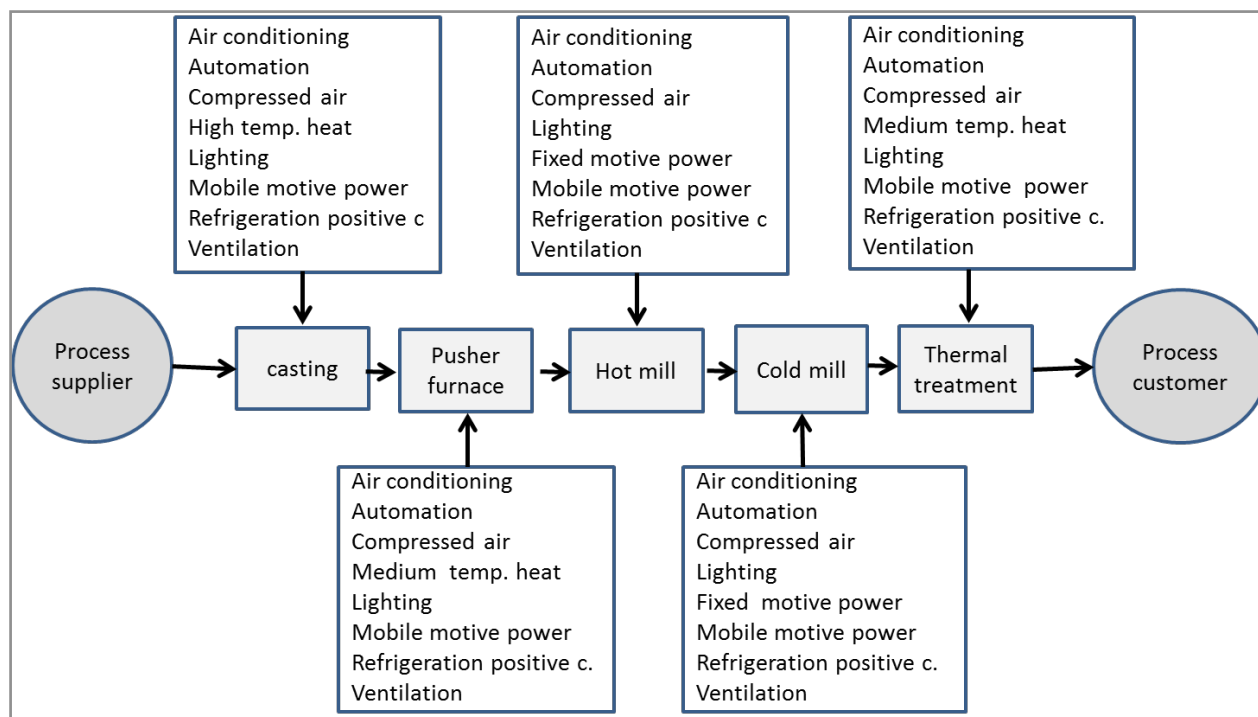 Air conditioning
Automation
Compressed air
High temp. heat
Lighting
Mobile motive power
Refrigeration positive c
Ventilation
Air conditioning
Automation
Compressed air
Lighting
Fixed motive power
Mobile motive power
Refrigeration positive c
Ventilation
Air conditioning
Automation
Compressed air
Medium temp. heat
Lighting
Mobile motive power
Refrigeration positive c.
Ventilation
Process
supplier
casting
Pusher
furnace
Hot mill
Cold mill
Thermal
treatment
Process
customer
Air conditioning
Automation
Compressed air
Medium temp. heat
Lighting
Mobile motive power
Refrigeration positive c.
Ventilation
Air conditioning
Automation
Compressed air
Lighting
Fixed motive power
Mobile motive power
Refrigeration positive c.
Ventilation